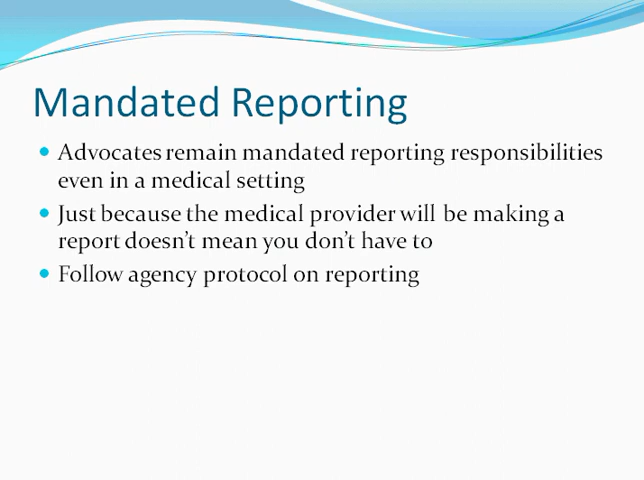 Mandated Reporting
Advocates remain mandated reporting responsibilities
even in a medical setting
Just because the medical provider will be making a
report doesn't mean you don't have to
Follow agency protocol on reporting